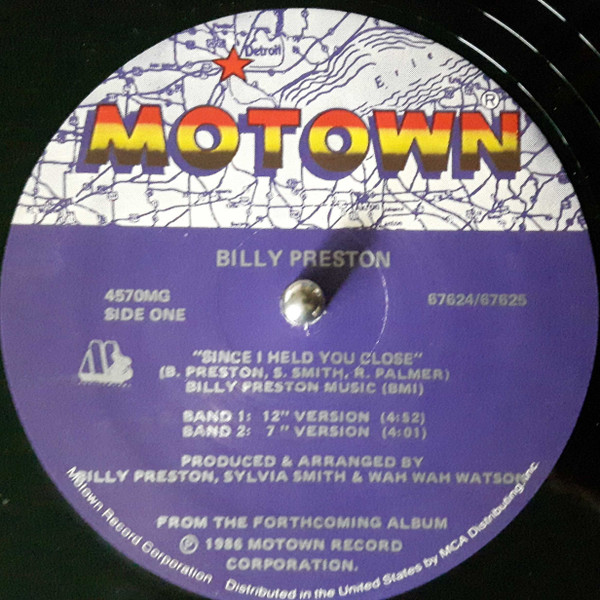 Detroit
Erie
MOTOWN®
BILLY PRESTON
4570MG
SIDE ONE
67624/67625
"SINCE I HELD YOU CLOSE"
(B. PRESTON, S. SMITH, R. PALMER)
BILLY PRESTON MUSIC (BMI)
BAND 1: 12" VERSION (4:52)
BAND 2: 7" VERSION (4:01)
PRODUCED & ARRANGED BY
BILLY PRESTON, SYLVIA SMITH & WAH WAH WATSON
FROM THE FORTHCOMING ALBUM
℗ 1986 MOTOWN RECORD
CORPORATION.
Motown Record Corporation
Distributed in the United States by MCA Distributing Inc.